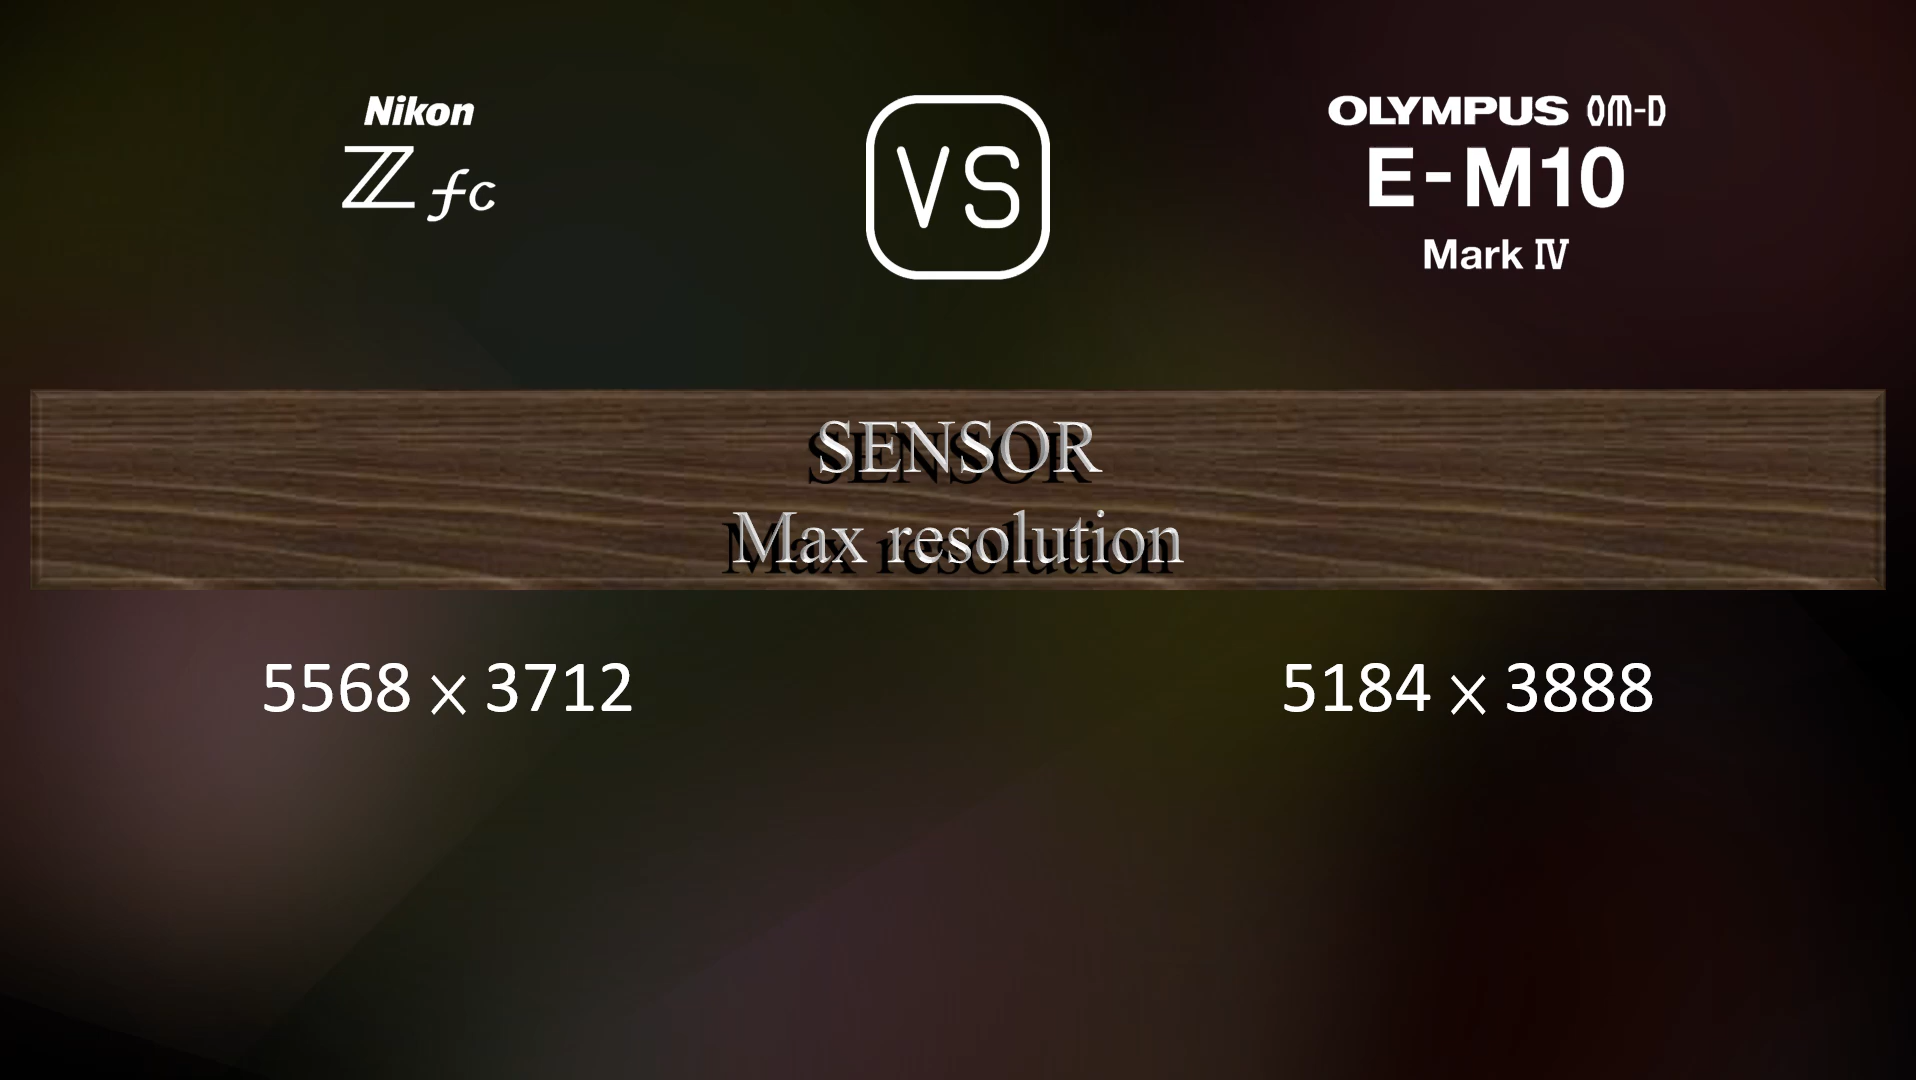 Nikon
Z fc
VS
OLYMPUS OM-D
E-M10
Mark IV
SENSOR
Max resolution
5568 x 3712
5184 x 3888